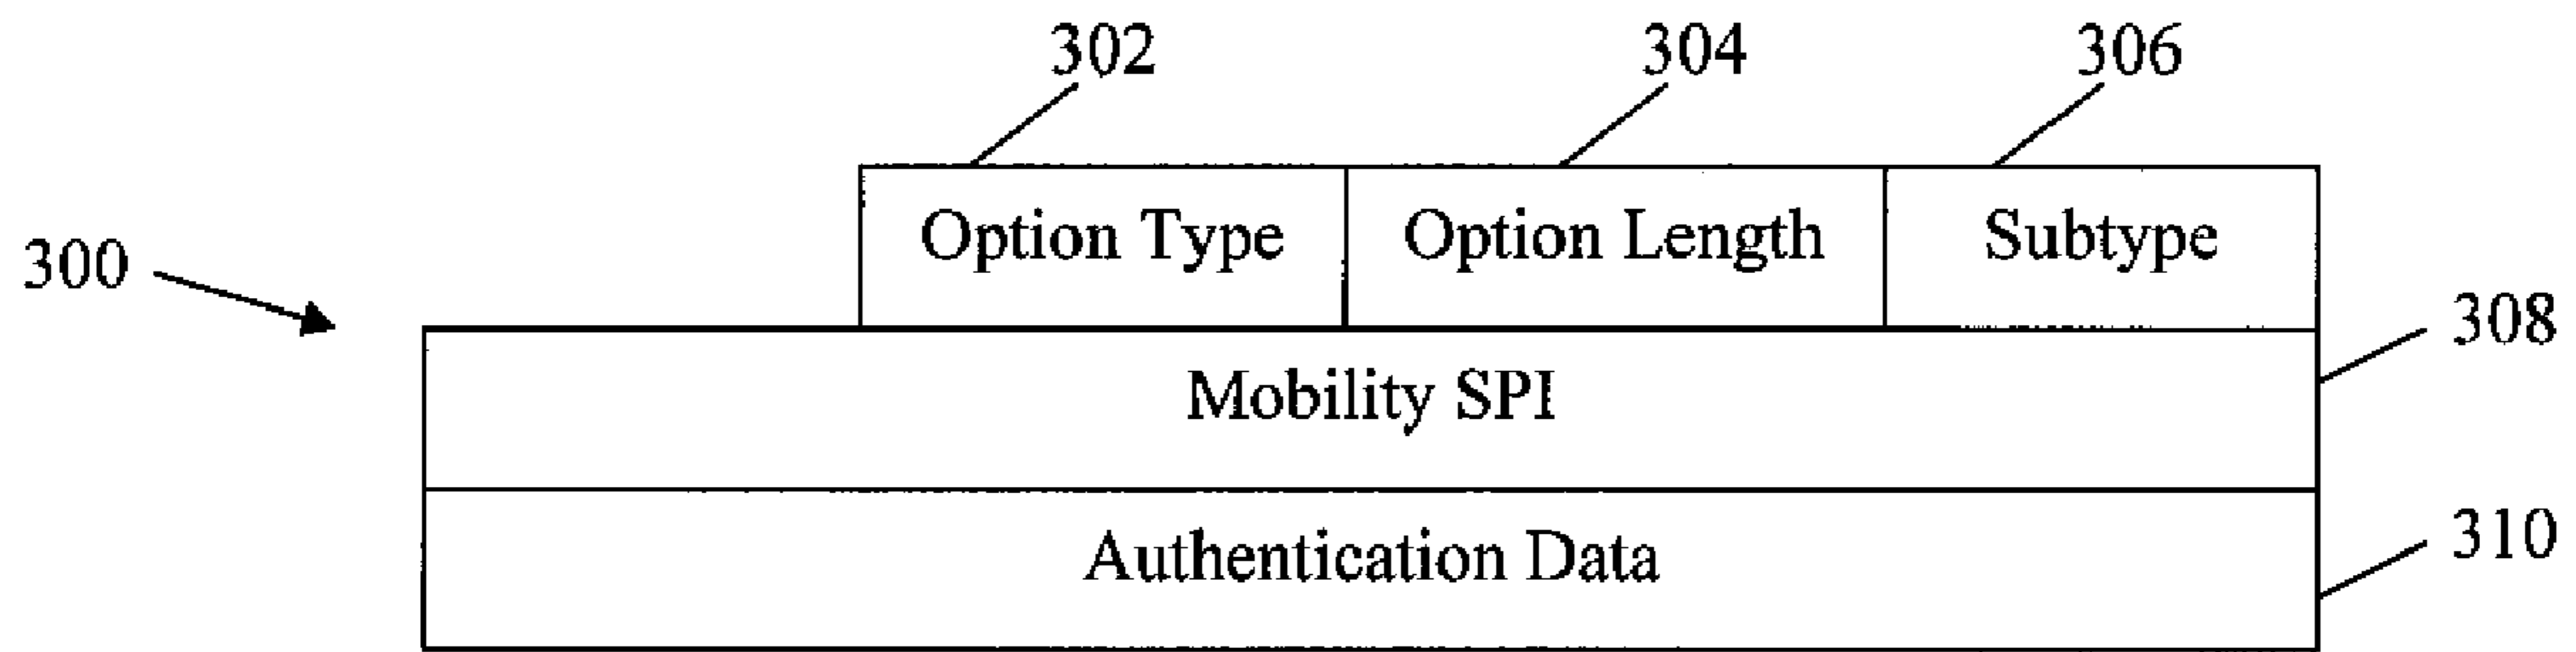 302 304 306
Option Type Option Length Subtype
300
308
Mobility SPI
310
Authentication Data